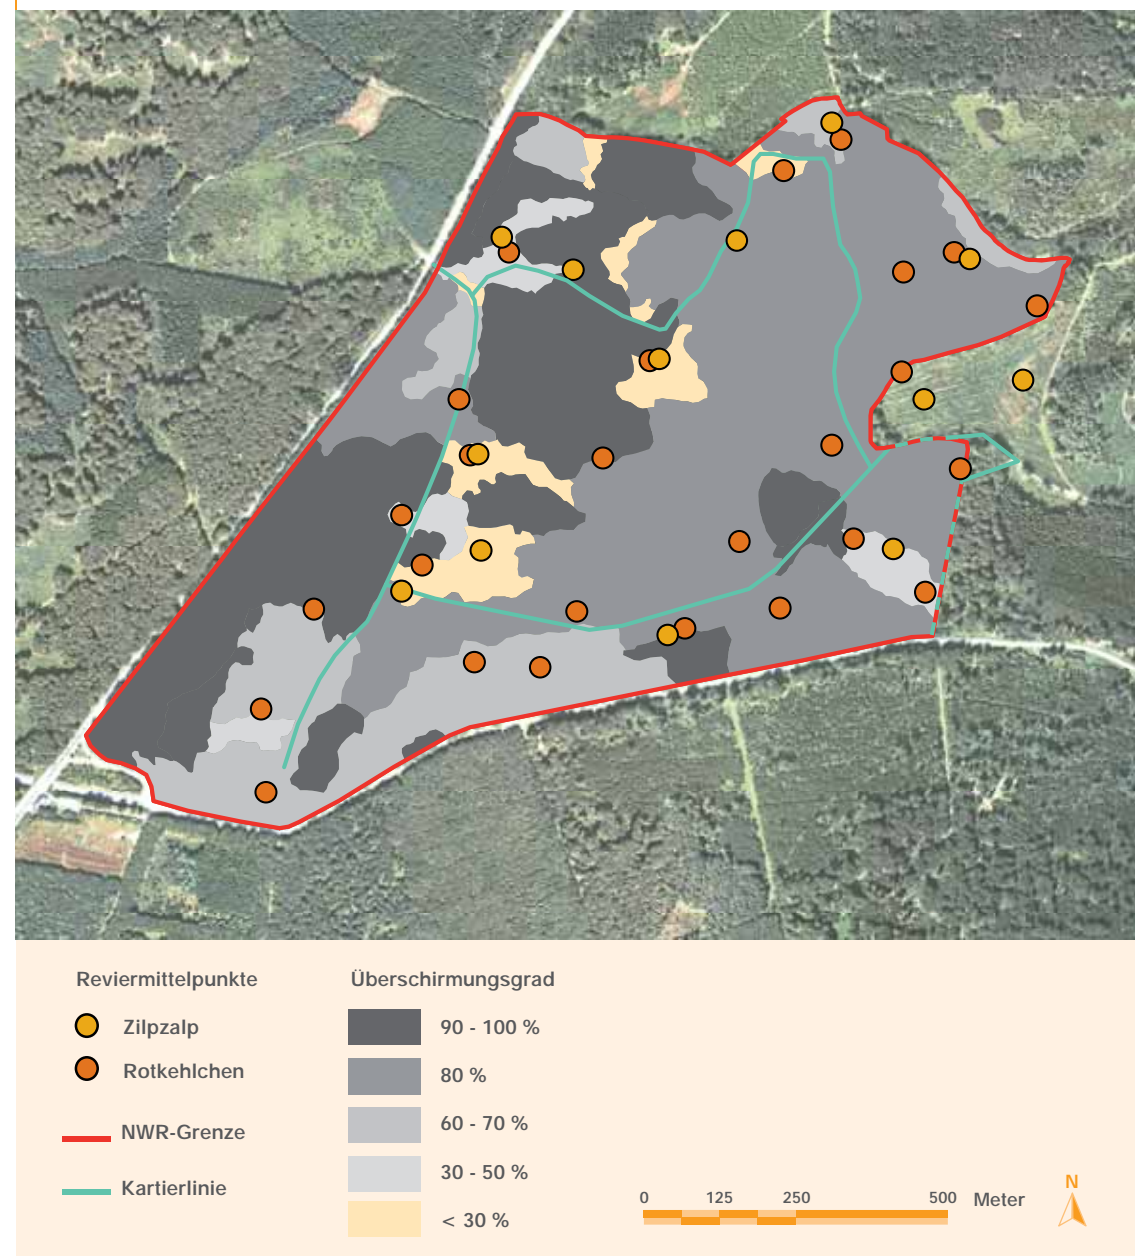 Reviermittelpunkte
Zilpzalp
Rotkehlchen
NWR-Grenze
Kartierlinie
Überschirmungsgrad
90 - 100 %
80 %
60 - 70 %
30 - 50 %
< 30 %
0 125 250 500 Meter
N